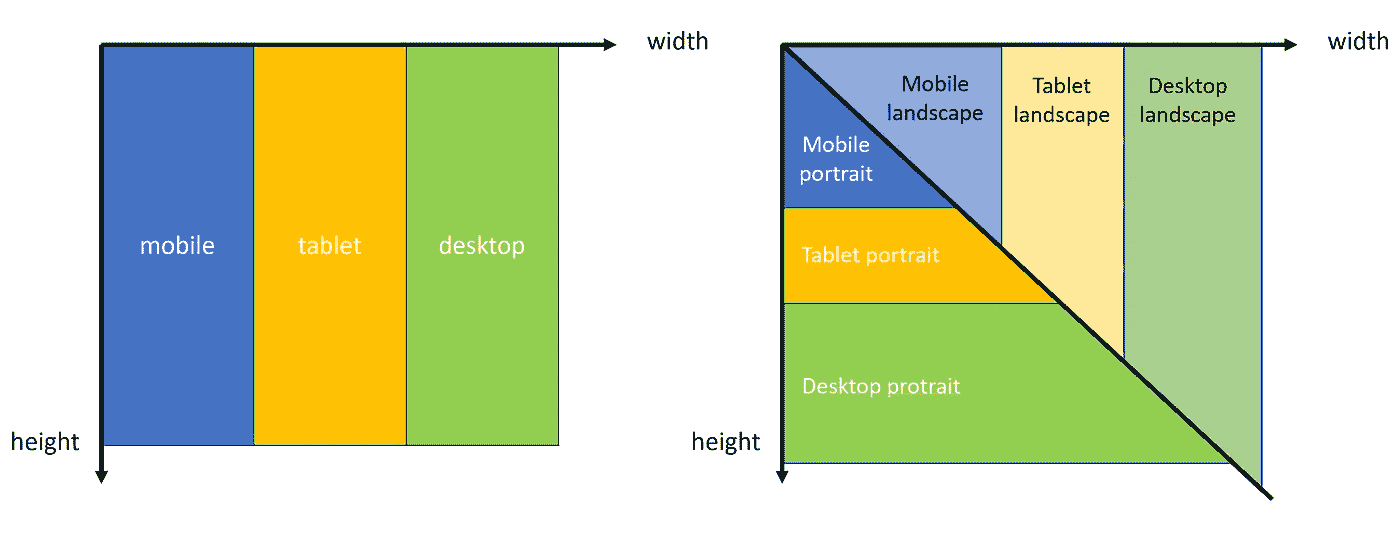 width
mobile
tablet
desktop
height
width
Mobile
landscape
Tablet
landscape
Desktop
landscape
Mobile
portrait
Tablet portrait
Desktop protrait
height